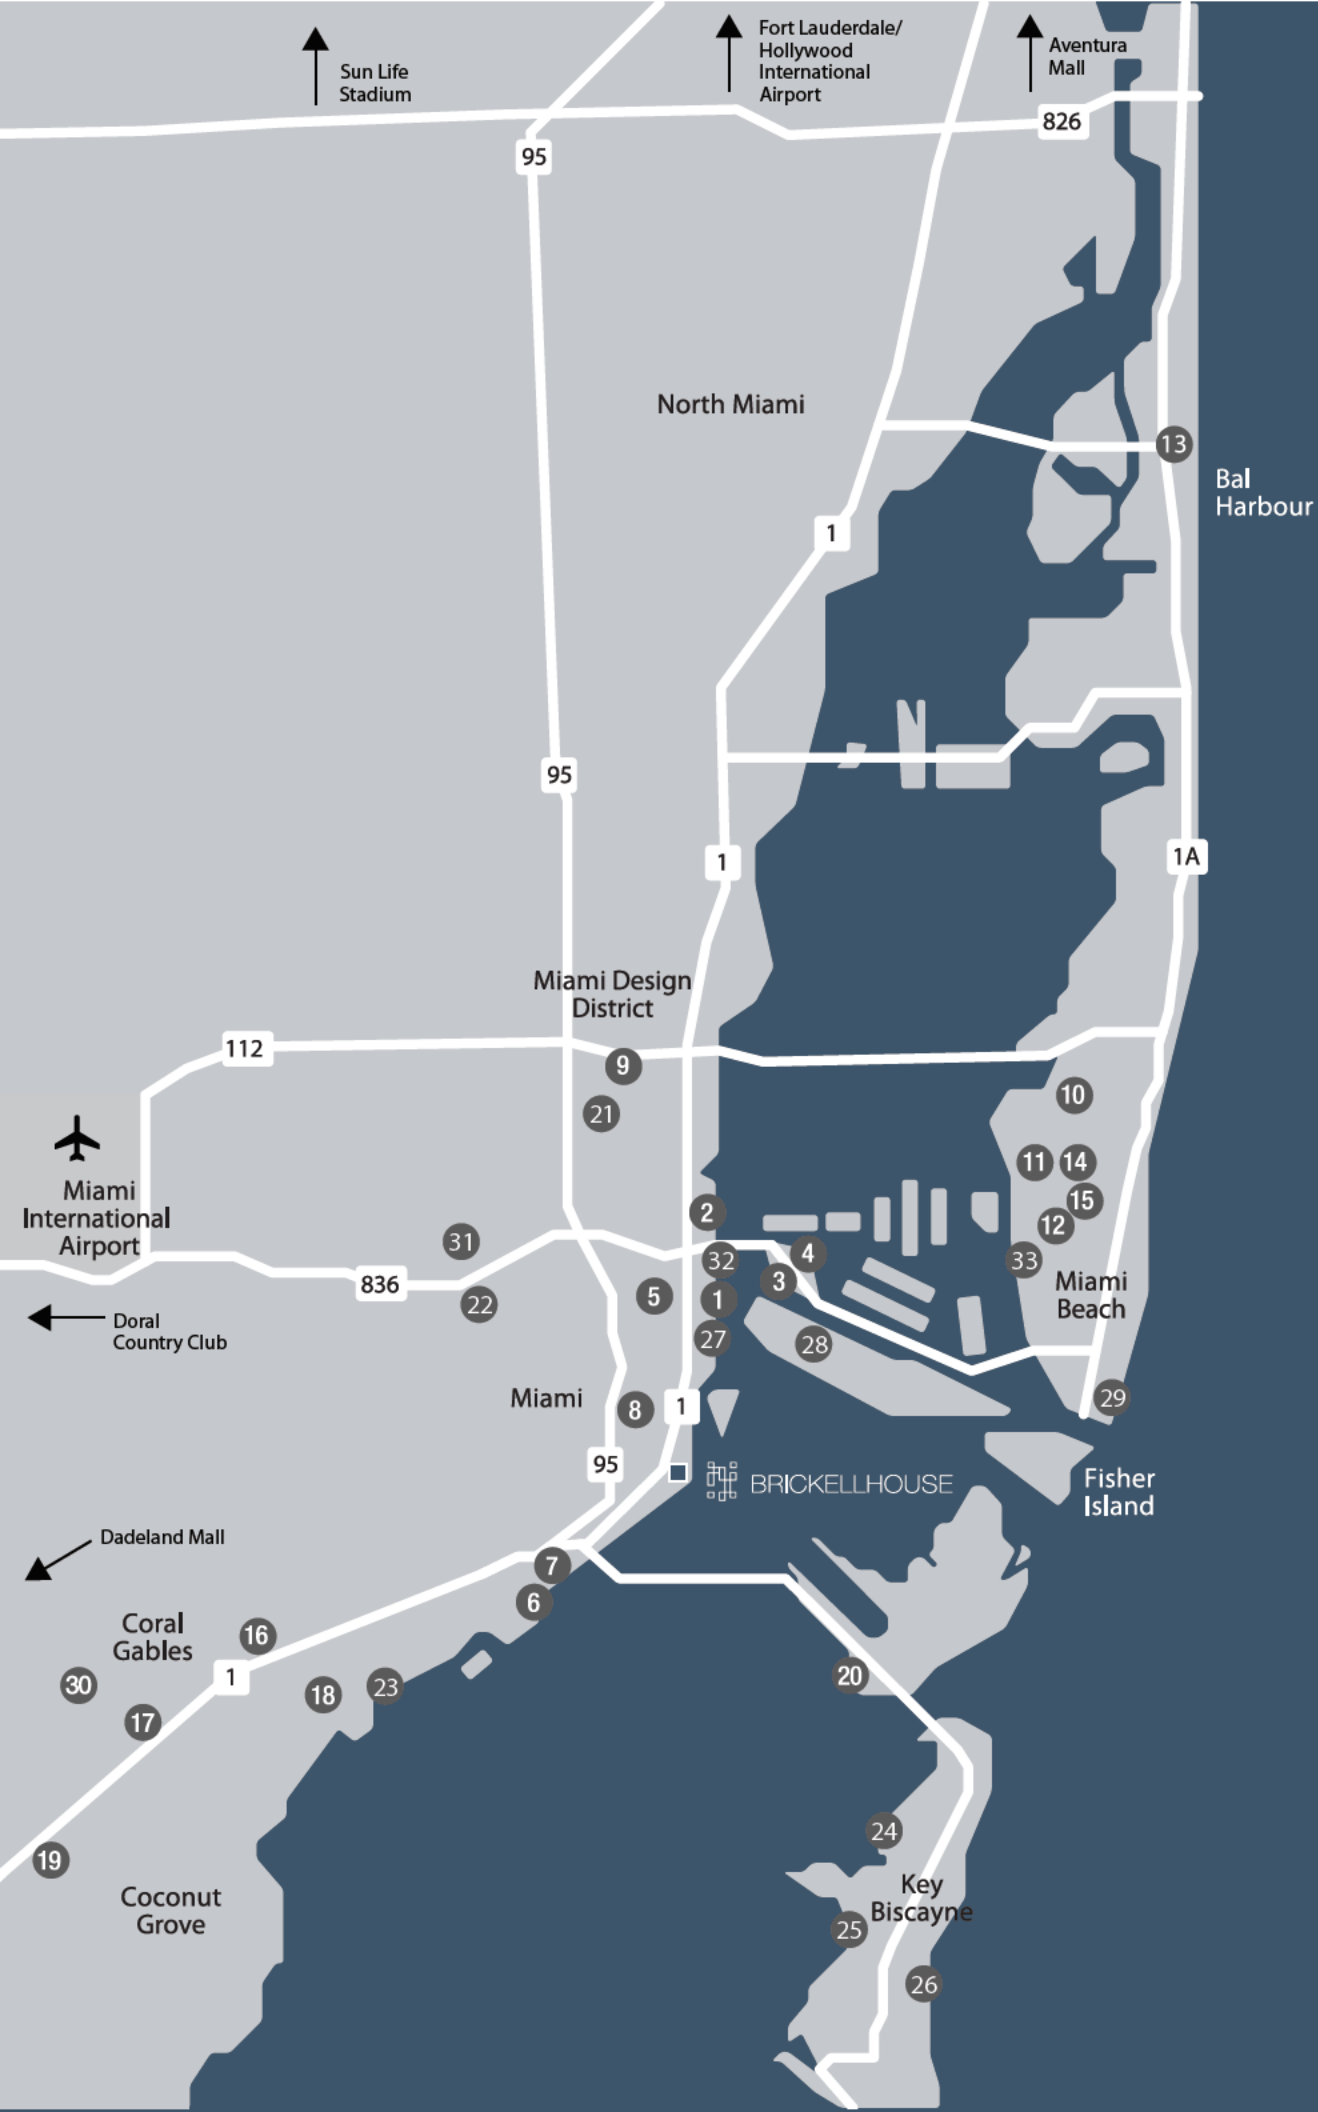 Sun Life
Stadium
Fort Lauderdale/
Hollywood
International
Airport
Aventura
Mall
826
95
North Miami
13
Bal
Harbour
1
95
1
1A
Miami Design
District
112
9
10
21
Miami
International
Airport
11
14
15
2
12
31
32
4
33
836
3
Miami
Beach
22
5
1
Doral
Country Club
27
28
Miami
8
1
29
95
BRICKELLHOUSE
Fisher
Island
Dadeland Mall
7
6
Coral
Gables
16
1
30
18
23
20
17
24
19
Key
Biscayne
Coconut
Grove
25
26